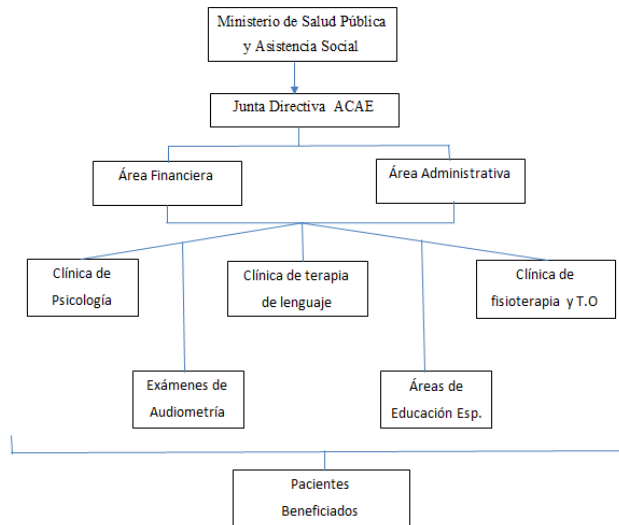 Ministerio de Salud Pública
y Asistencia Social
Junta Directiva ACAE
Área Financiera
Área Administrativa
Clínica de
Psicología
Clínica de terapia
de lenguaje
Clínica de
fisioterapia y T.O
Exámenes de
Audiometría
Áreas de
Educación Esp.
Pacientes
Beneficiados